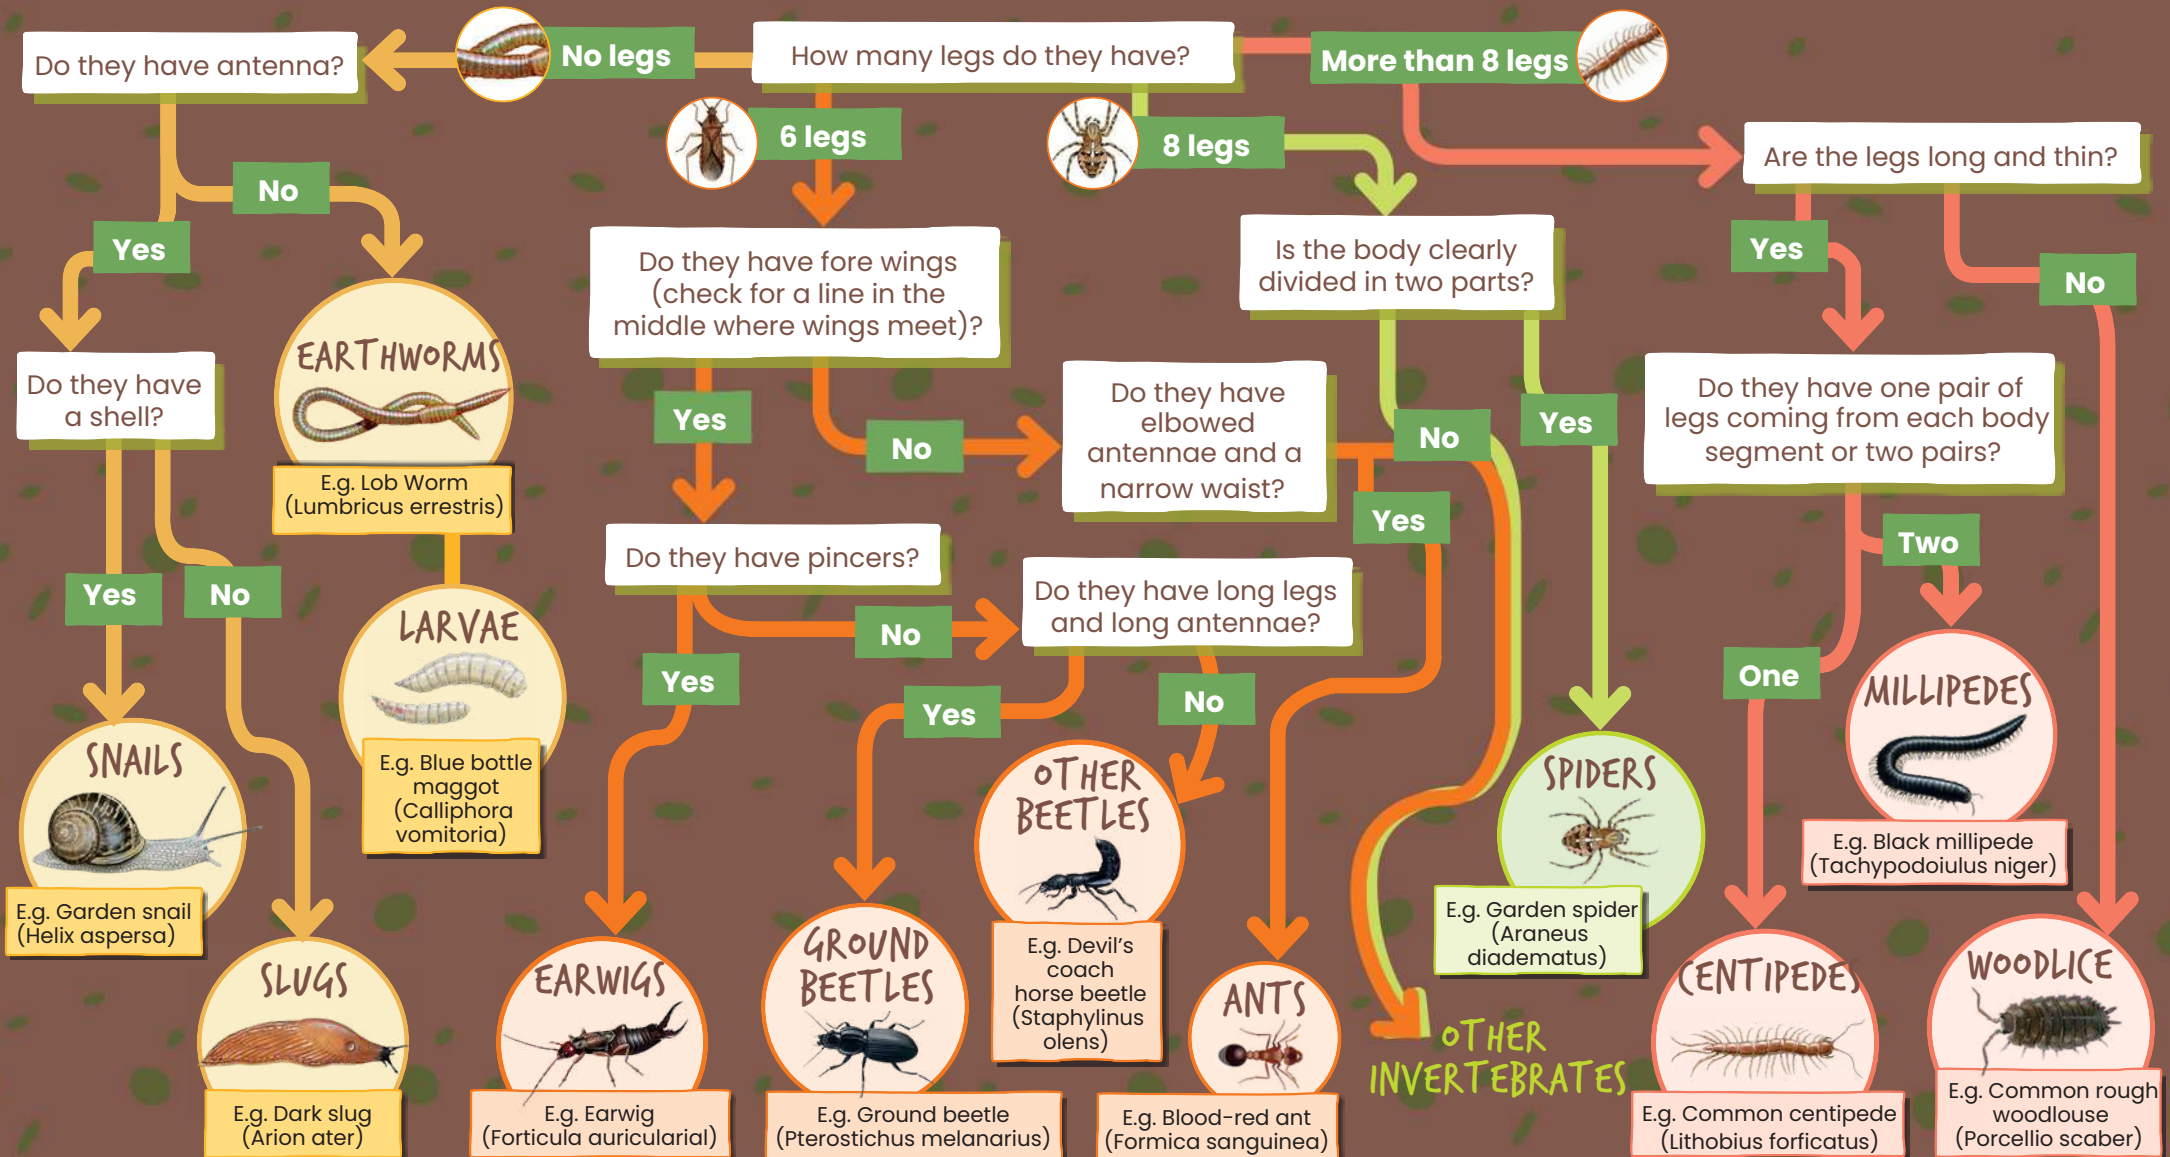 How many legs do they have?
No legs
6 legs
8 legs
More than 8 legs
Do they have antenna?
Yes
No
Do they have
a shell?
Yes
No
EARTHWORMS
E.g. Lob Worm
(Lumbricus errestris)
LARVAE
E.g. Blue bottle
maggot
(Calliphora
vomitoria)
SNAILS
E.g. Garden snail
(Helix aspersa)
SLUGS
E.g. Dark slug
(Arion ater)
Do they have fore wings
(check for a line in the
middle where wings meet)?
Yes
No
Do they have pincers?
Yes
No
Do they have elbowed
antennae and a
narrow waist?
Yes
No
Do they have long legs
and long antennae?
Yes
No
EARWIGS
E.g. Earwig
(Forticula auricularial)
GROUND
BEETLES
E.g. Ground beetle
(Pterostichus melanarius)
OTHER
BEETLES
E.g. Devil's
coach
horse beetle
(Staphylinus
olens)
ANTS
E.g. Blood-red ant
(Formica sanguinea)
OTHER
INVERTEBRATES
Is the body clearly
divided in two parts?
Yes
SPIDERS
E.g. Garden spider
(Araneus
diadematus)
Are the legs long and thin?
Yes
No
Do they have one pair of
legs coming from each body
segment or two pairs?
One
Two
MILLIPEDES
E.g. Black millipede
(Tachypodoiulus niger)
CENTIPEDES
E.g. Common centipede
(Lithobius forficatus)
WOODLICE
E.g. Common rough
woodlouse
(Porcellio scaber)